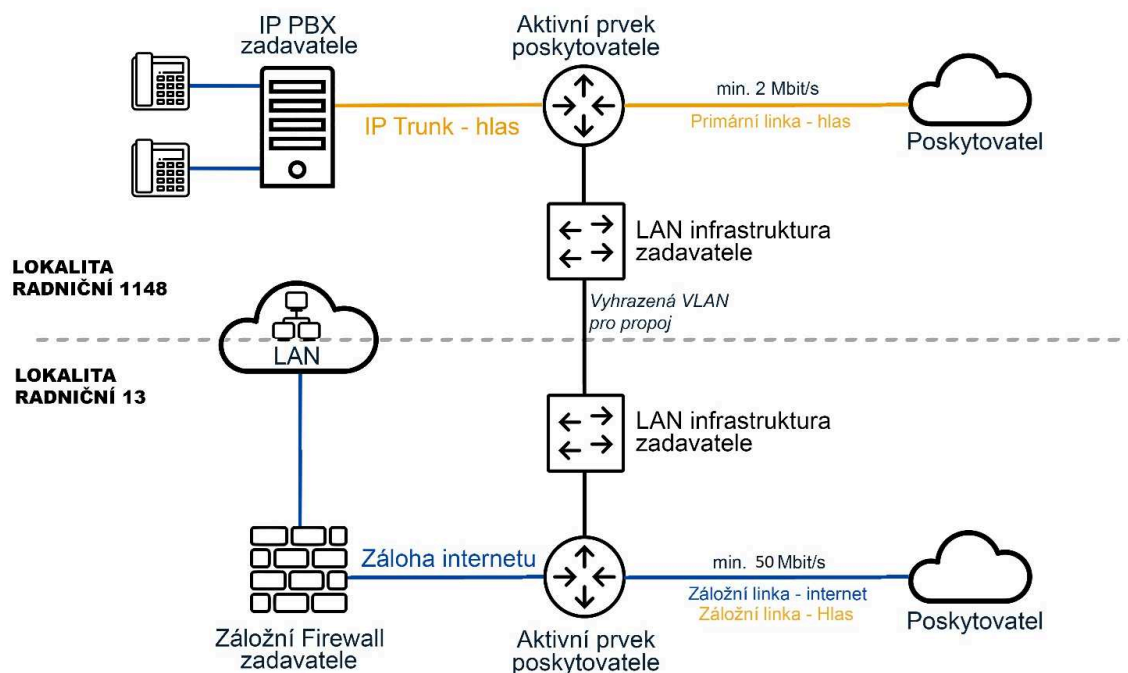 IP PBX
zadavatele
Aktivní prvek
poskytovatele
IP Trunk - hlas
min. 2 Mbit/s
Primární linka - hlas
Poskytovatel
LAN infrastruktura
zadavatele
LOKALITA
RADNIČNÍ 1148
Vyhrazená VLAN
pro propoj
LAN
LOKALITA
RADNIČNÍ 13
LAN infrastruktura
zadavatele
Záloha internetu
min. 50 Mbit/s
Záložní linka - internet
Záložní linka - Hlas
Poskytovatel
Záložní Firewall
zadavatele
Aktivní prvek
poskytovatele